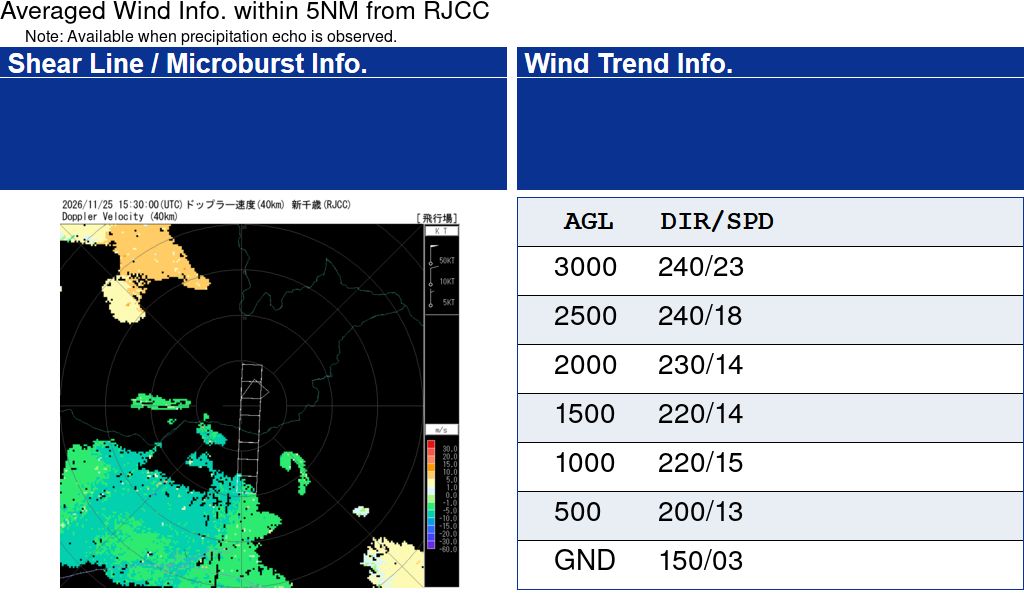 Averaged Wind Info. within 5NM from RJCC
Note: Available when precipitation echo is observed.
Shear Line / Microburst Info.
Wind Trend Info.
2026/11/25 15:30:00(UTC) ドップラー速度(40km) 新千歳(RJCC)
Doppler Velocity (40km)
[飛行場]
KT
50KT
10KT
5KT
m/s
30.0
20.0
15.0
10.0
5.0
1.0
0.0
-1.0
-5.0
-10.0
-15.0
-20.0
-30.0
-60.0
AGL DIR/SPD
3000 240/23
2500 240/18
2000 230/14
1500 220/14
1000 220/15
500 200/13
GND 150/03